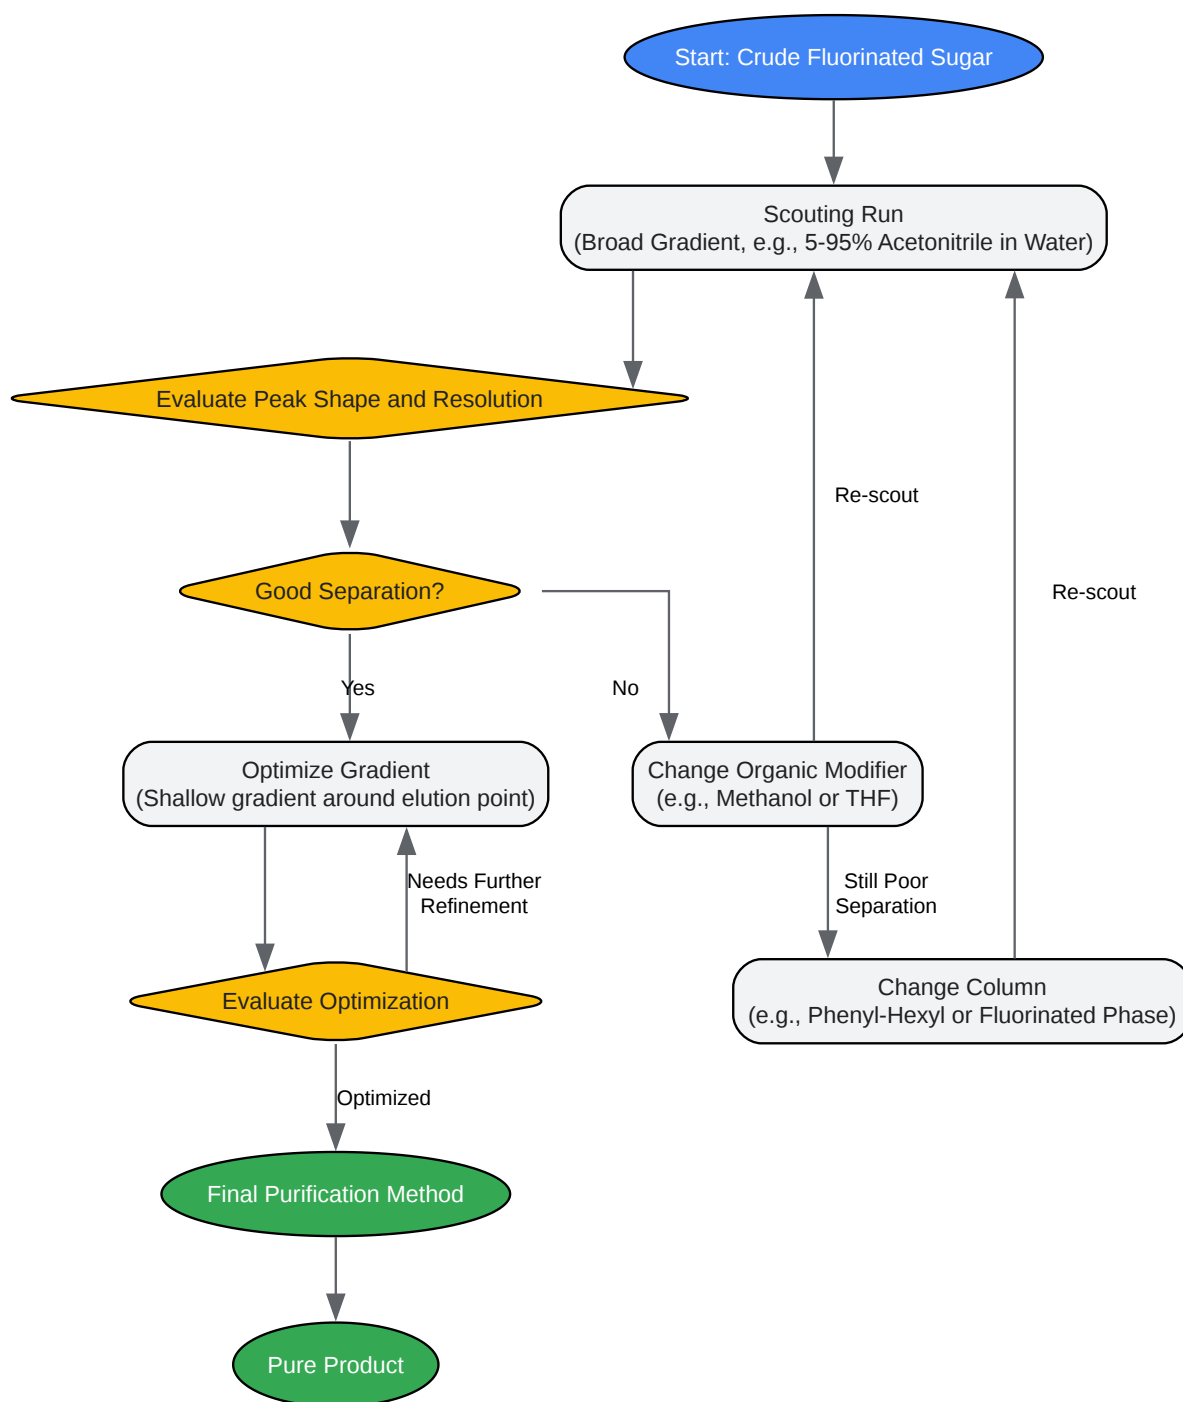 Start: Crude Fluorinated Sugar
Scouting Run
(Broad Gradient, e.g., 5-95% Acetonitrile in Water)
Evaluate Peak Shape and Resolution
Re-scout
Good Separation?
Re-scout
Yes
No
Optimize Gradient
(Shallow gradient around elution point)
Change Organic Modifier
(e.g., Methanol or THF)
Needs Further
Refinement
Still Poor
Separation
Evaluate Optimization
Change Column
(e.g., Phenyl-Hexyl or Fluorinated Phase)
Optimized
Final Purification Method
Pure Product